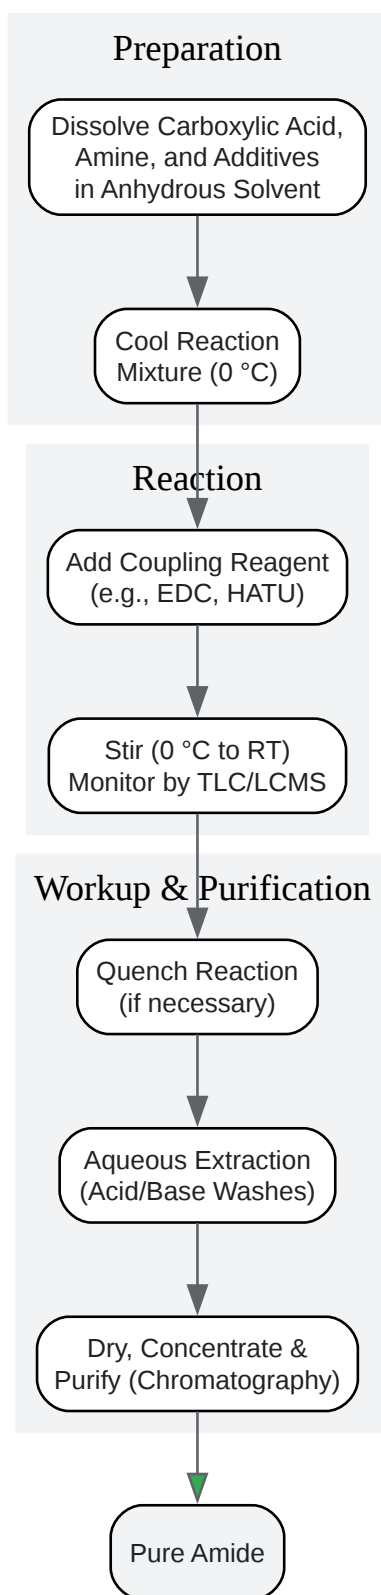 Preparation
Dissolve Carboxylic Acid,
Amine, and Additives
in Anhydrous Solvent
Cool Reaction
Mixture (0 °C)
Reaction
Add Coupling Reagent
(e.g., EDC, HATU)
Stir (0 °C to RT)
Monitor by TLC/LCMS
Workup & Purification
Quench Reaction
(if necessary)
Aqueous Extraction
(Acid/Base Washes)
Dry, Concentrate &
Purify (Chromatography)
Pure Amide